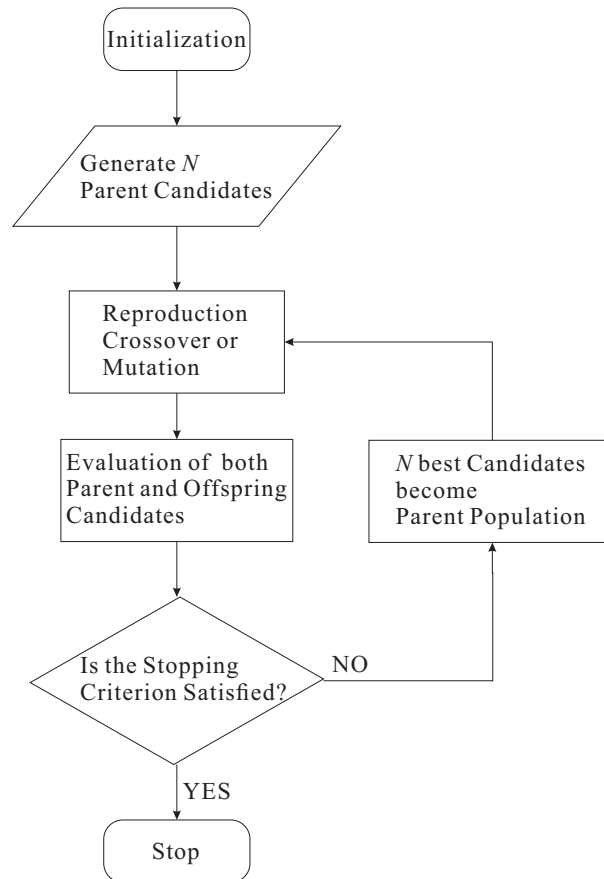 Initialization
Generate N
Parent Candidates
Reproduction
Crossover or
Mutation
Evaluation of both
Parent and Offspring
Candidates
N best Candidates
become
Parent Population
Is the Stopping
Criterion Satisfied?
NO
YES
Stop